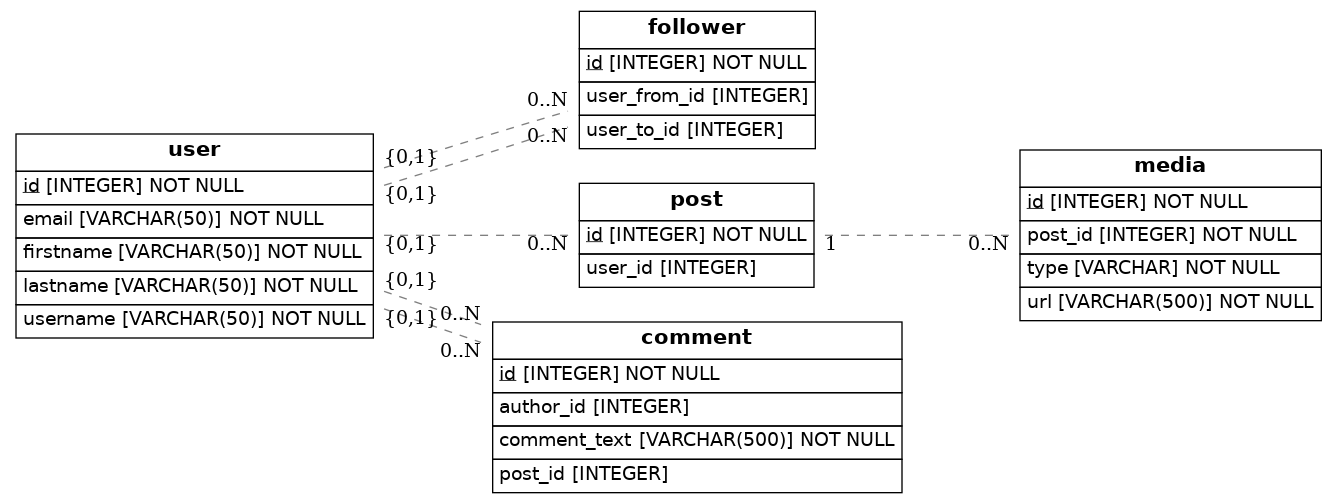 follower
id [INTEGER] NOT NULL
user_from_id [INTEGER]
user_to_id [INTEGER]
0..N
0..N
{0,1}
{0,1}
user
id [INTEGER] NOT NULL
email [VARCHAR(50)] NOT NULL
firstname [VARCHAR(50)] NOT NULL
lastname [VARCHAR(50)] NOT NULL
username [VARCHAR(50)] NOT NULL
post
id [INTEGER] NOT NULL
user_id [INTEGER]
{0,1}
0..N
1
0..N
media
id [INTEGER] NOT NULL
post_id [INTEGER] NOT NULL
type [VARCHAR] NOT NULL
url [VARCHAR(500)] NOT NULL
{0,1}
{0,1}
0..N
0..N
comment
id [INTEGER] NOT NULL
author_id [INTEGER]
comment_text [VARCHAR(500)] NOT NULL
post_id [INTEGER]